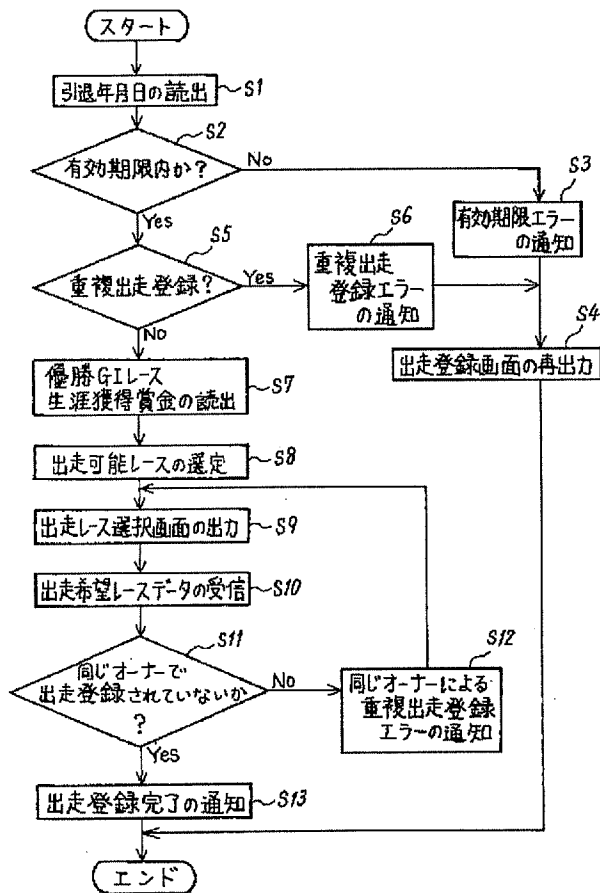 スタート
引退年月日の読出
S1
S2
有効期限内か?
No
Yes
S3
有効期限エラー
の通知
S5
重複出走登録?
Yes
No
S6
重複出走
登録エラー
の通知
S4
出走登録画面の再出力
優勝GIレース
生涯獲得賞金の読出
S7
出走可能レースの選定
S8
出走レース選択画面の出力
S9
出走希望レースデータの受信
S10
S11
同じオーナーで
出走登録されていないか
?
No
Yes
S12
同じオーナーによる
重複出走登録
エラーの通知
出走登録完了の通知
S13
エンド